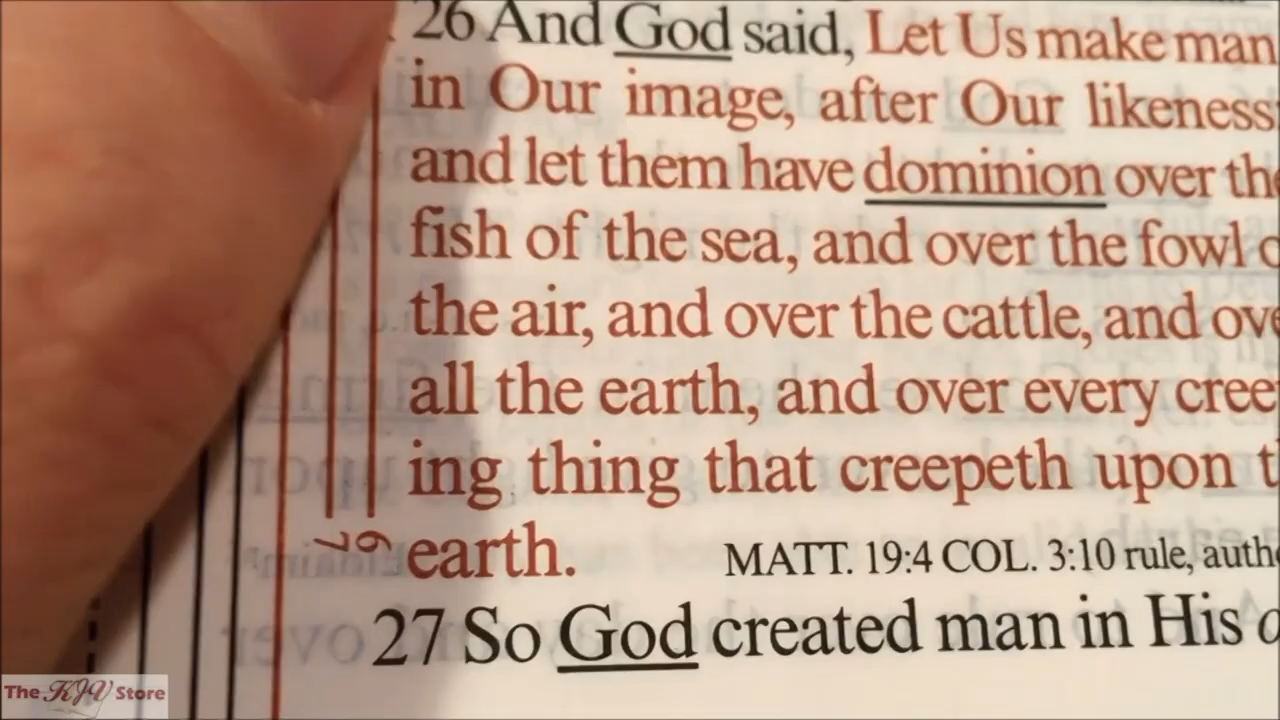 26 And God said, Let Us make man
in Our image, after Our likeness
and let them have dominion over the
fish of the sea, and over the fowl o
the air, and over the cattle, and ove
all the earth, and over every cree
ing thing that creepeth upon t
earth. MATT. 19:4 COL. 3:10 rule, autho
27 So God created man in His o
7 6
The KJV Store